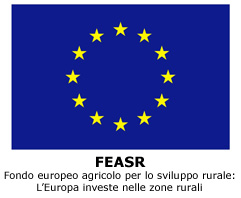 FEASR
Fondo europeo agricolo per lo sviluppo rurale:
L'Europa investe nelle zone rurali